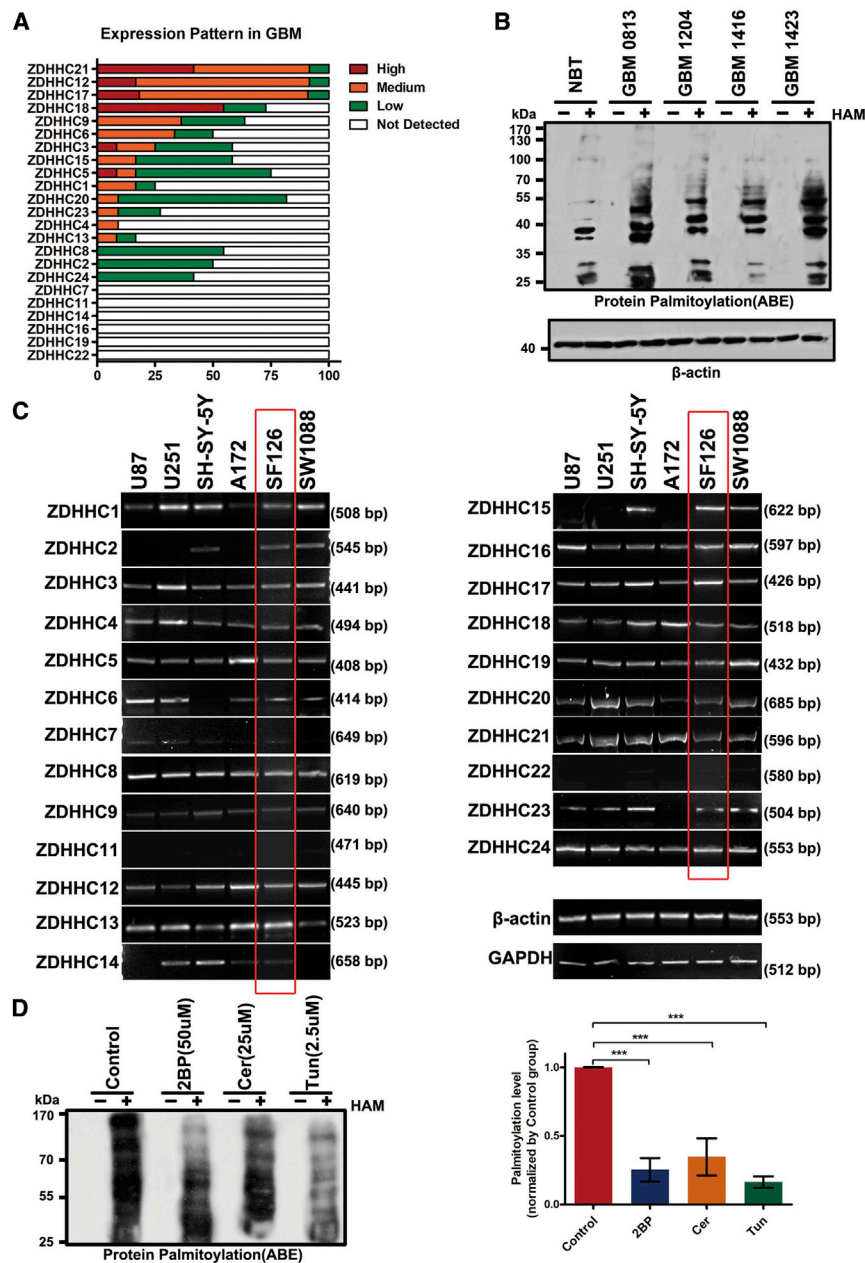 A
Expression Pattern in GBM
ZDHHC21
ZDHHC12
ZDHHC17
ZDHHC18
ZDHHC9
ZDHHC6
ZDHHC3
ZDHHC15
ZDHHC5
ZDHHC1
ZDHHC20
ZDHHC23
ZDHHC4
ZDHHC13
ZDHHC8
ZDHHC2
ZDHHC24
ZDHHC7
ZDHHC11
ZDHHC14
ZDHHC16
ZDHHC19
ZDHHC22
0 25 50 75 100
High
Medium
Low
Not Detected
B
NBT GBM 0813 GBM 1204 GBM 1416 GBM 1423
kDa − + − + − + − + − + HAM
170
130
100
70
55
40
35
25
Protein Palmitoylation(ABE)
40
β-actin
C
U87 U251 SH-SY-5Y A172 SF126 SW1088
ZDHHC1 (508 bp)
ZDHHC2 (545 bp)
ZDHHC3 (441 bp)
ZDHHC4 (494 bp)
ZDHHC5 (408 bp)
ZDHHC6 (414 bp)
ZDHHC7 (649 bp)
ZDHHC8 (619 bp)
ZDHHC9 (640 bp)
ZDHHC11 (471 bp)
ZDHHC12 (445 bp)
ZDHHC13 (523 bp)
ZDHHC14 (658 bp)
U87 U251 SH-SY-5Y A172 SF126 SW1088
ZDHHC15 (622 bp)
ZDHHC16 (597 bp)
ZDHHC17 (426 bp)
ZDHHC18 (518 bp)
ZDHHC19 (432 bp)
ZDHHC20 (685 bp)
ZDHHC21 (596 bp)
ZDHHC22 (580 bp)
ZDHHC23 (504 bp)
ZDHHC24 (553 bp)
β-actin (553 bp)
GAPDH (512 bp)
D
Control 2BP(50uM) Cer(25uM) Tun(2.5uM)
kDa − + − + − + − + HAM
170
70
55
25
Protein Palmitoylation(ABE)
Palmitoylation level
(normalized by Control group)
1.0
0.5
0.0
***
***
***
Control 2BP Cer Tun